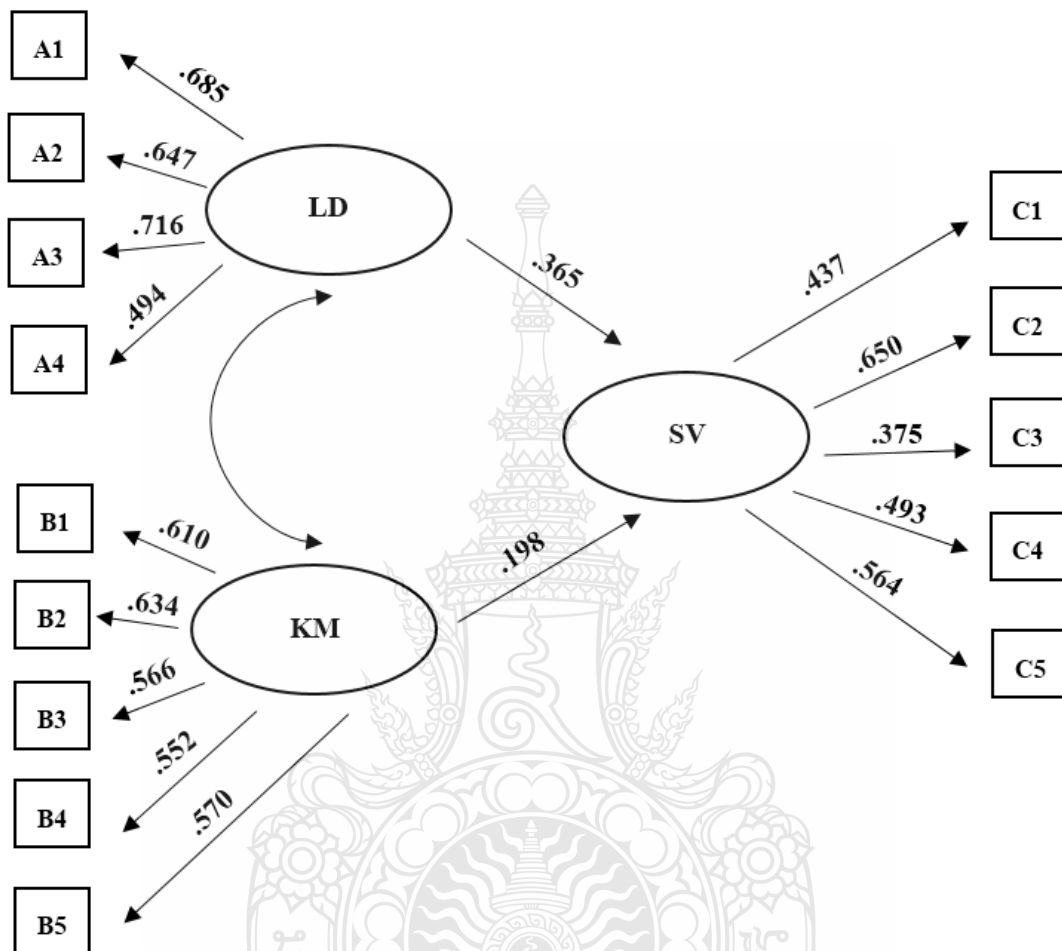 A1
.685
A2
.647
LD
A3
.716
A4
.494
.365
C1
.437
C2
.650
SV
C3
.375
C4
.493
C5
.564
B1
.610
B2
.634
KM
.198
B3
.566
B4
.552
B5
.570